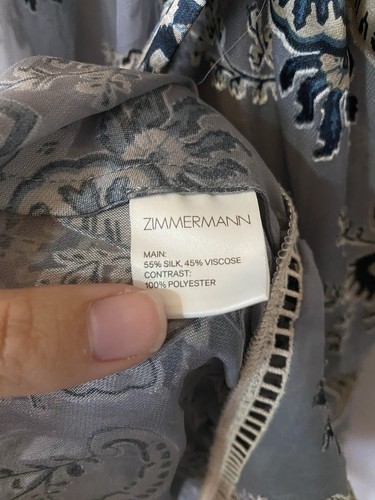 ZIMMERMANN
MAIN:
55% SILK, 45% VISCOSE
CONTRAST:
100% POLYESTER